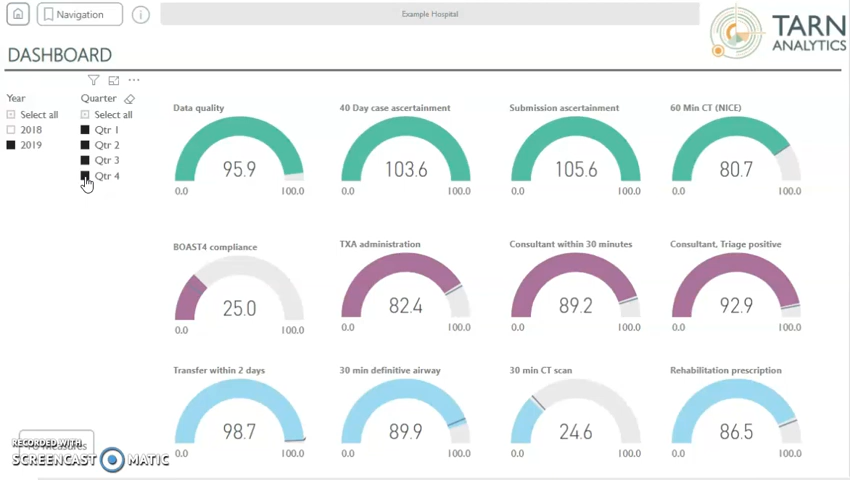 Navigation
i
Example Hospital
TARN
ANALYTICS
DASHBOARD
Year
Select all
2018
2019
Quarter
Select all
Qtr 1
Qtr 2
Qtr 3
Qtr 4
Data quality
95.9
0.0 100.0
40 Day case ascertainment
103.6
0.0 100.0
Submission ascertainment
105.6
0.0 100.0
60 Min CT (NICE)
80.7
0.0 100.0
BOAST4 compliance
25.0
0.0 100.0
TXA administration
82.4
0.0 100.0
Consultant within 30 minutes
89.2
0.0 100.0
Consultant, Triage positive
92.9
0.0 100.0
Transfer within 2 days
98.7
0.0 100.0
30 min definitive airway
89.9
0.0 100.0
30 min CT scan
24.6
0.0 100.0
Rehabilitation prescription
86.5
0.0 100.0
RECORDED WITH
SCREENCAST MATIC